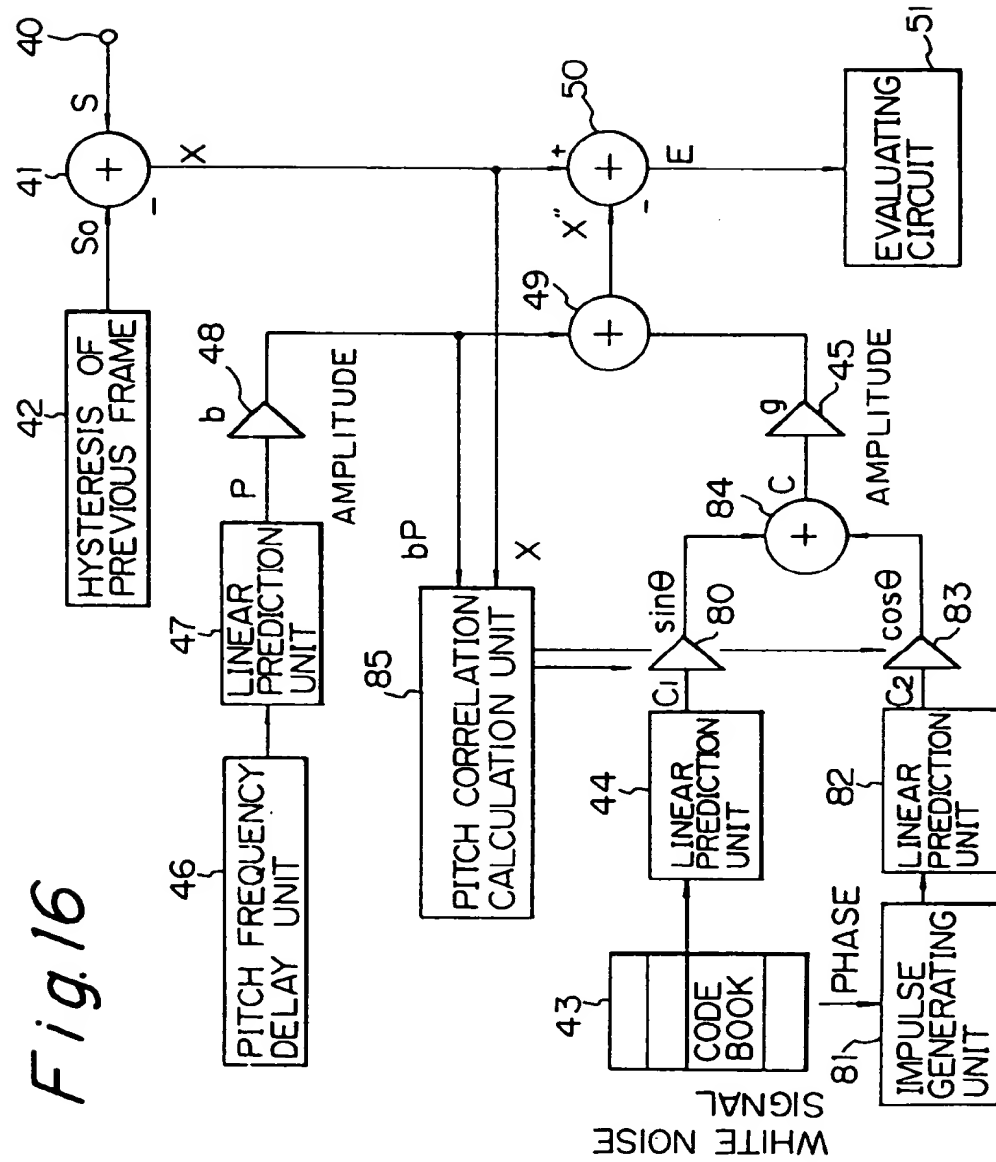 Fig. 16
42
HYSTERESIS OF
PREVIOUS FRAME
So
41
-
S
40
X
46
PITCH FREQUENCY
DELAY UNIT
47
LINEAR
PREDICTION
UNIT
P
b
48
AMPLITUDE
85
PITCH CORRELATION
CALCULATION UNIT
bP
X
49
X"
+
-
50
E
EVALUATING
CIRCUIT
51
WHITE NOISE
SIGNAL
43
CODE
BOOK
44
LINEAR
PREDICTION
UNIT
C1
sinθ
80
84
C
g
45
AMPLITUDE
PHASE
81
IMPULSE
GENERATING
UNIT
82
LINEAR
PREDICTION
UNIT
C2
cosθ
83
+
+
+
+